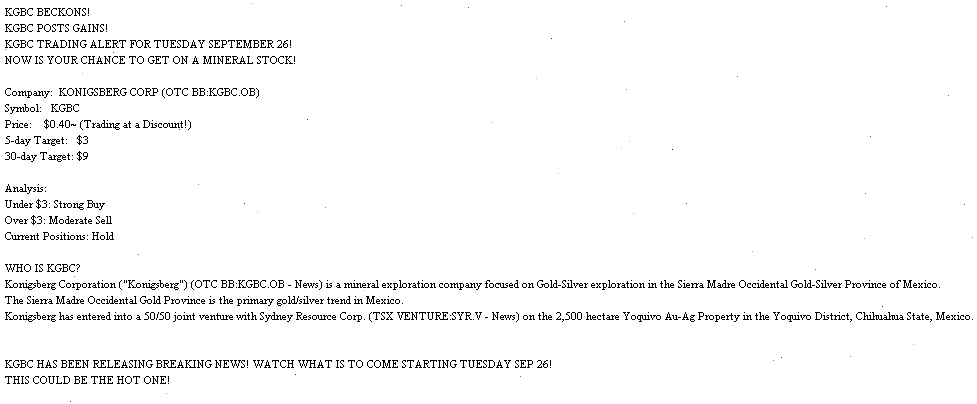 KGBC BECKONS!
KGBC POSTS GAINS!
KGBC TRADING ALERT FOR TUESDAY SEPTEMBER 26!
NOW IS YOUR CHANCE TO GET ON A MINERAL STOCK!
Company: KONIGSBERG CORP (OTC BB:KGBC.OB)
Symbol: KGBC
Price: $0.40~ (Trading at a Discount!)
5-day Target: $3
30-day Target: $9
Analysis:
Under $3: Strong Buy
Over $3: Moderate Sell
Current Positions: Hold
WHO IS KGBC?
Konigsberg Corporation ("Konigsberg") (OTC BB:KGBC.OB - News) is a mineral exploration company focused on Gold-Silver exploration in the Sierra Madre Occidental Gold-Silver Province of Mexico.
The Sierra Madre Occidental Gold Province is the primary gold/silver trend in Mexico.
Konigsberg has entered into a 50/50 joint venture with Sydney Resource Corp. (TSX VENTURE:SYR.V - News) on the 2,500 hectare Yoquivo Au-Ag Property in the Yoquivo District, Chihuahua State, Mexico.
KGBC HAS BEEN RELEASING BREAKING NEWS! WATCH WHAT IS TO COME STARTING TUESDAY SEP 26!
THIS COULD BE THE HOT ONE!